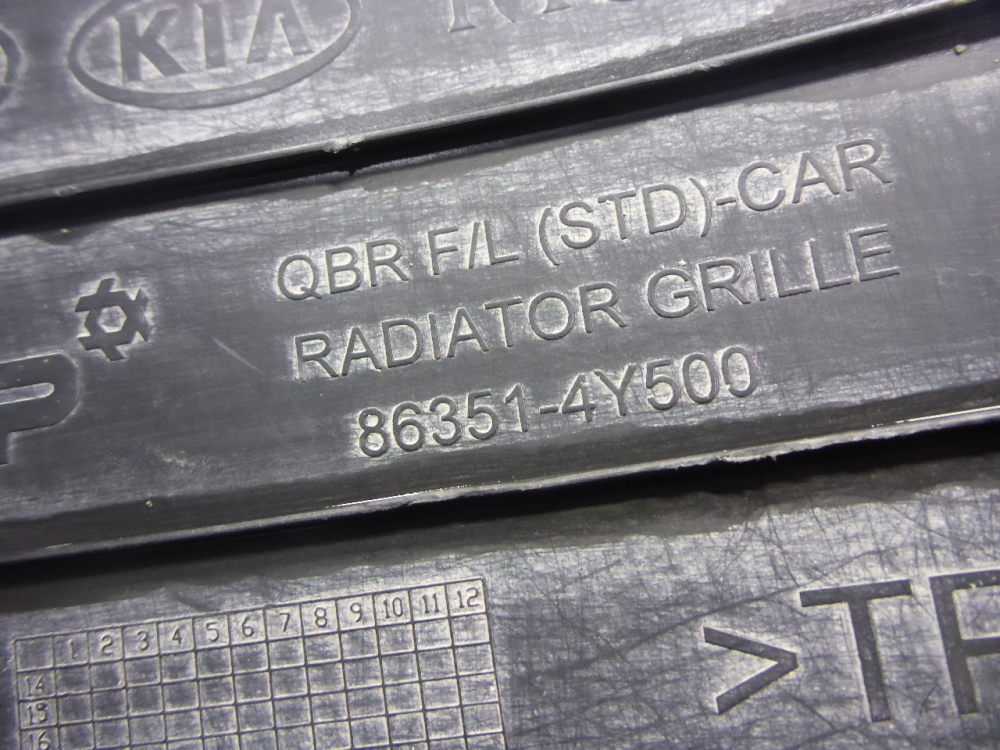 KIA
QBR F/L (STD)-CAR
RADIATOR GRILLE
86351-4Y500
1 2 3 4 5 6 7 8 9 10 11 12
14
15
16